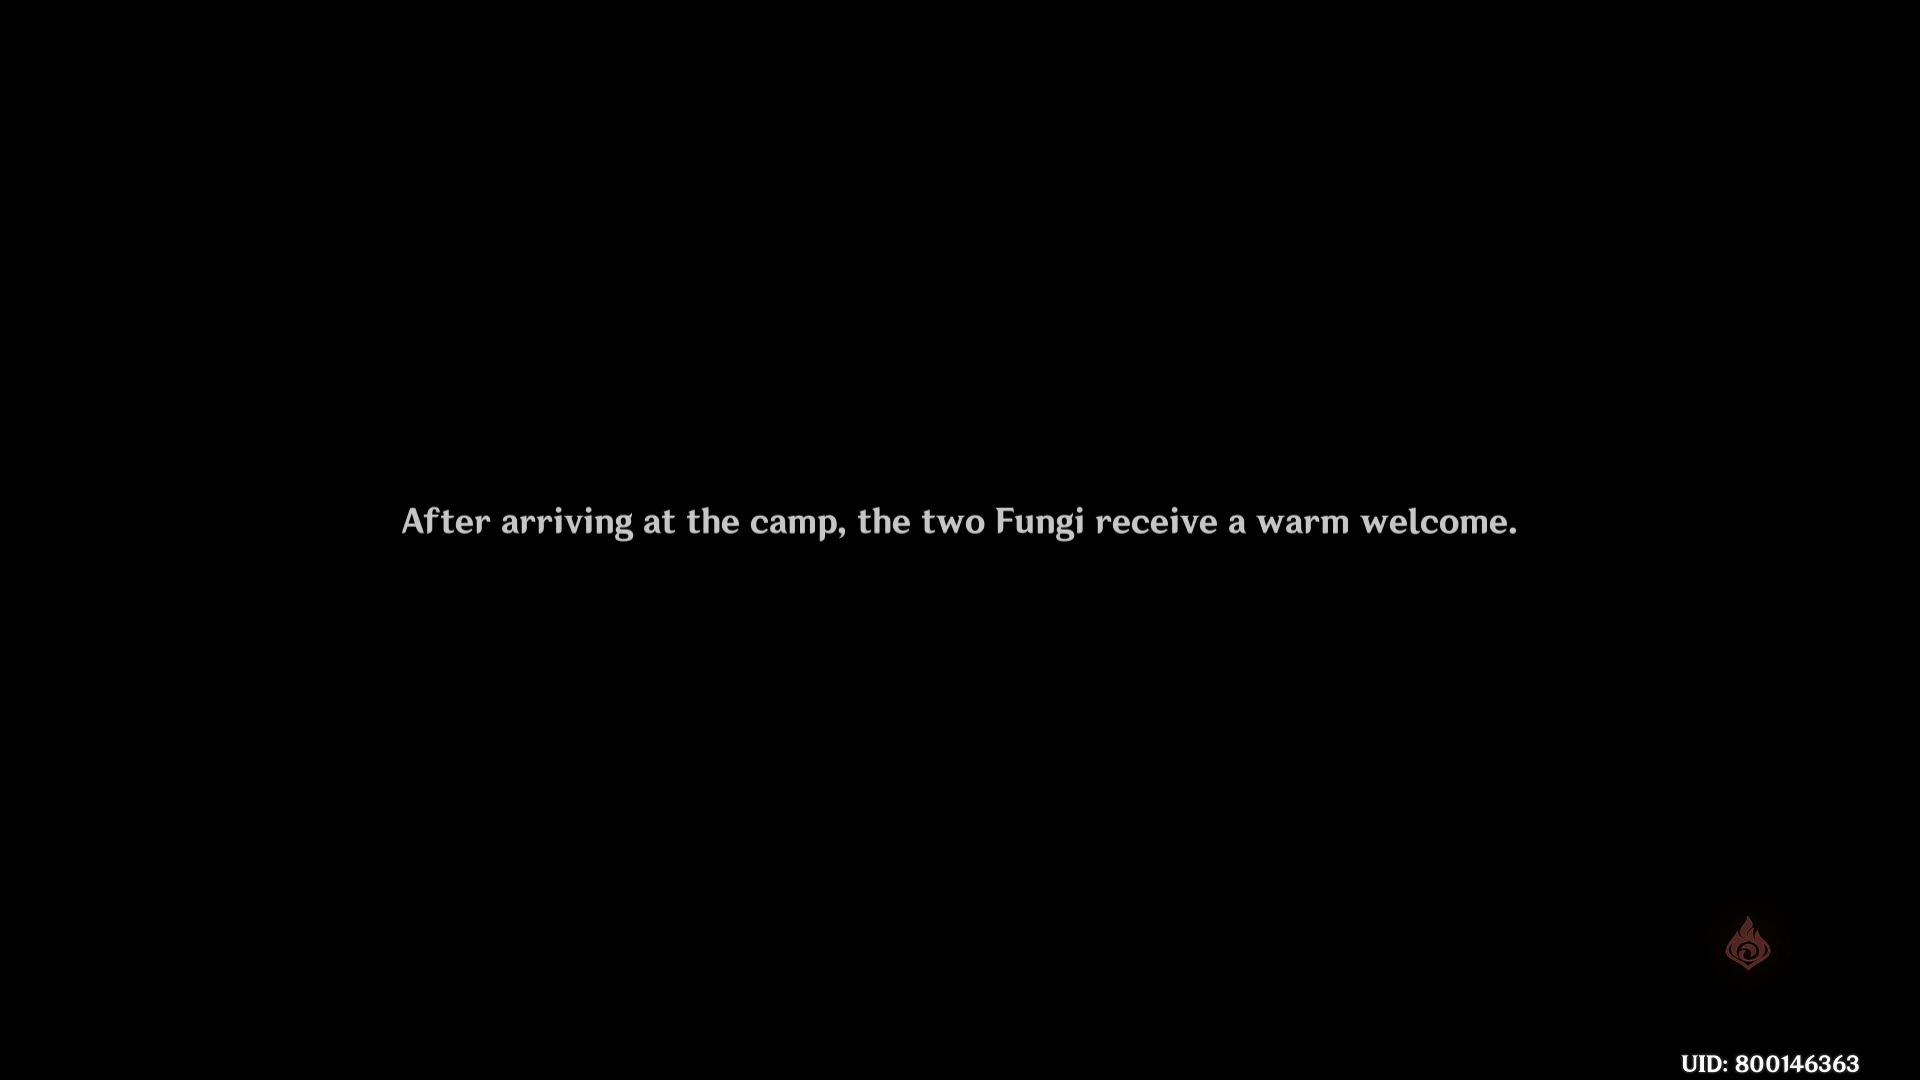 After arriving at the camp, the two Fungi receive a warm welcome.
UID: 800146363